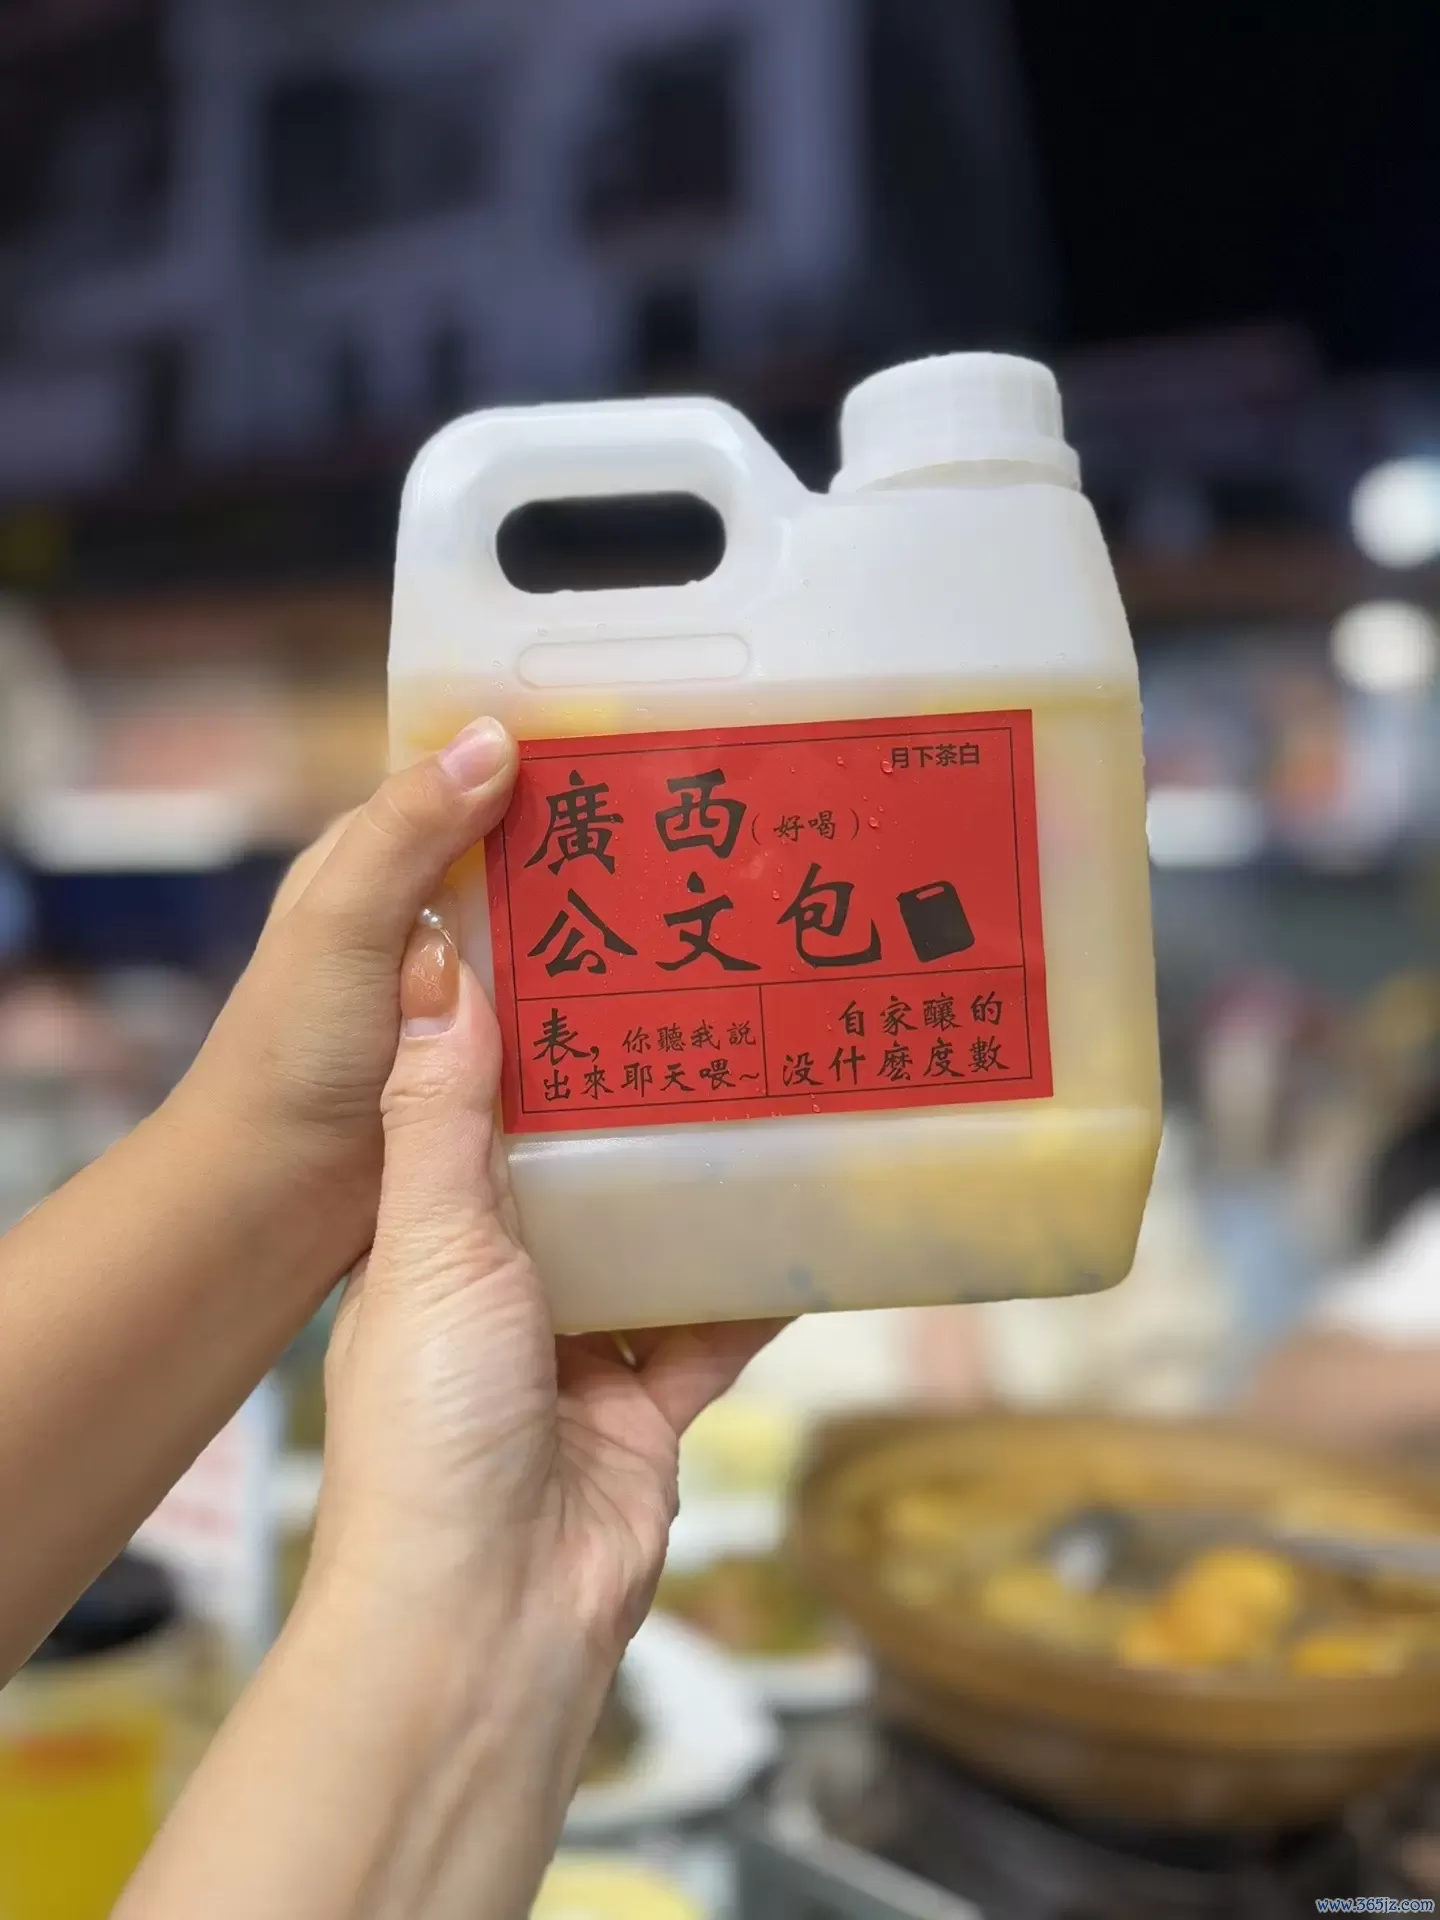 月下茶白
廣西(好喝)
公文包
表,你聽我說
出來耶天喂~
自家釀的
没什麼度數
www.365jz.com